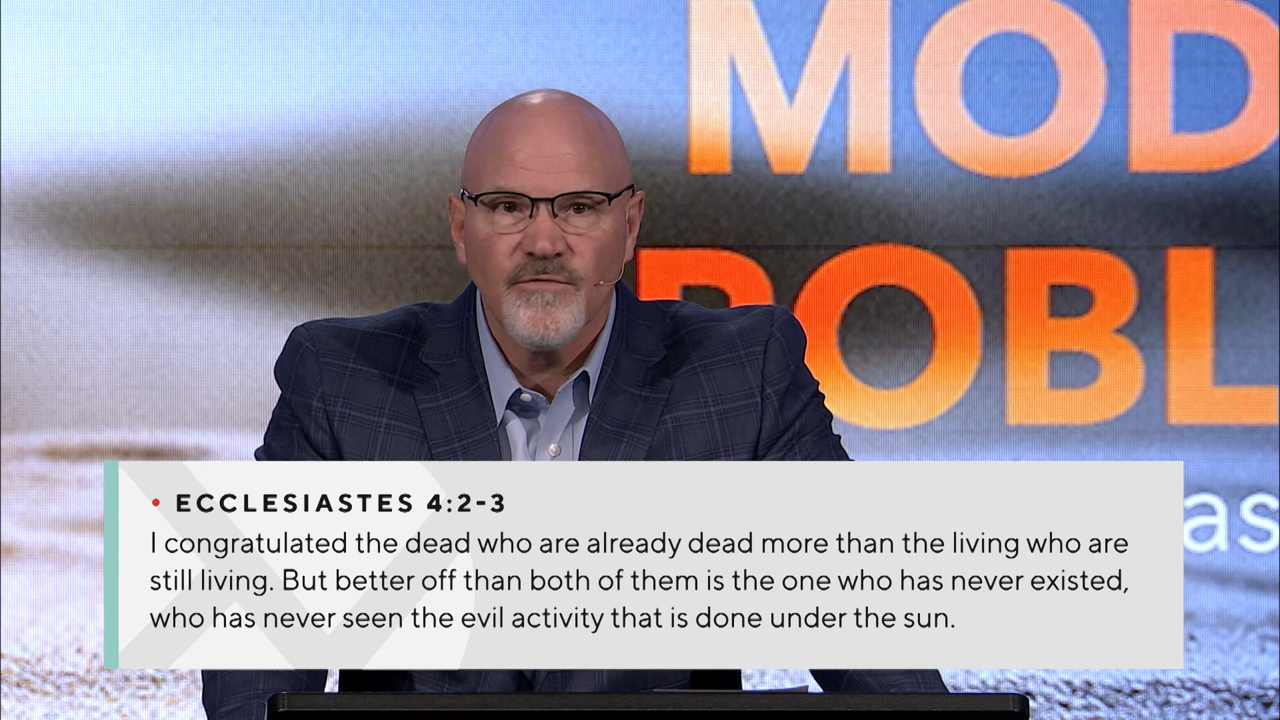 MOD
ROBL
as
• ECCLESIASTES 4:2-3
I congratulated the dead who are already dead more than the living who are
still living. But better off than both of them is the one who has never existed,
who has never seen the evil activity that is done under the sun.